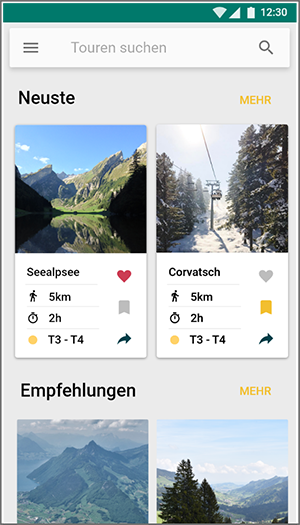 12:30
Touren suchen
Neuste MEHR
Seealpsee Corvatsch
5km 5km
2h 2h
T3 - T4 T3 - T4
Empfehlungen MEHR